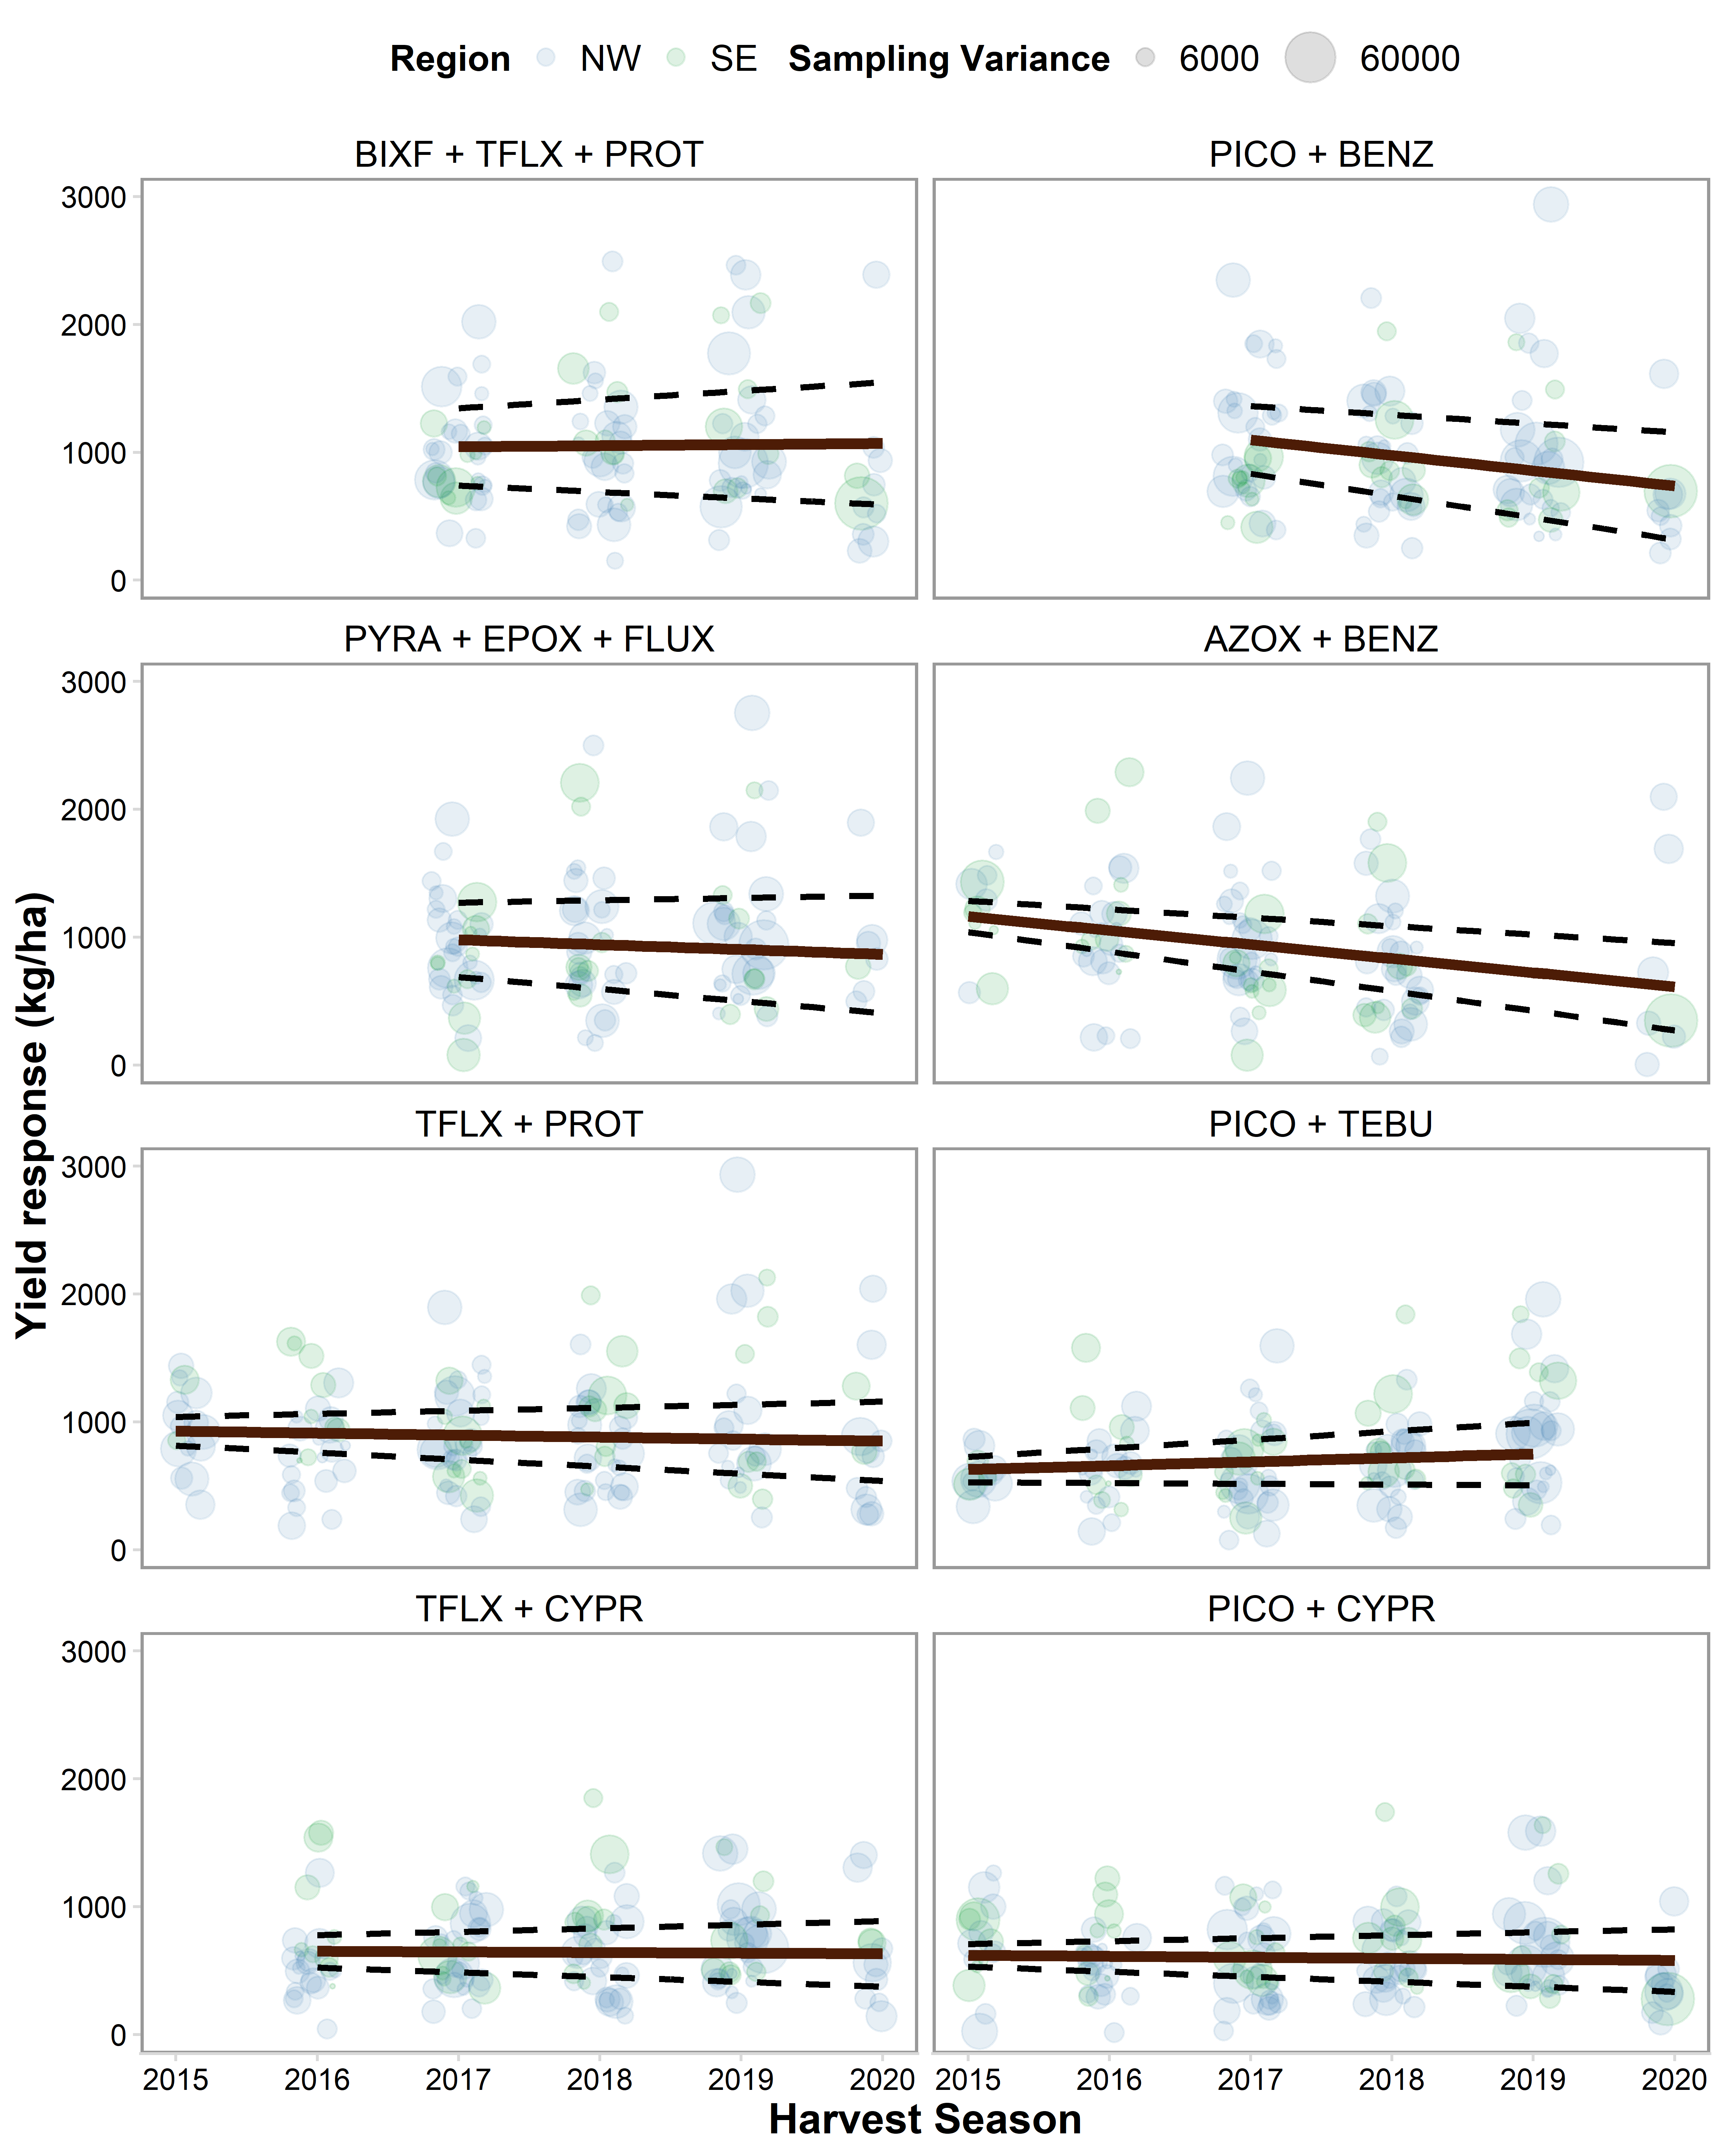 Region NW SE Sampling Variance 6000 60000
BIXF + TFLX + PROT PICO + BENZ
3000
2000
1000
0
PYRA + EPOX + FLUX AZOX + BENZ
3000
2000
1000
0
TFLX + PROT PICO + TEBU
3000
2000
1000
0
TFLX + CYPR PICO + CYPR
3000
2000
1000
0
Yield response (kg/ha)
2015 2016 2017 2018 2019 2020 2015 2016 2017 2018 2019 2020
Harvest Season